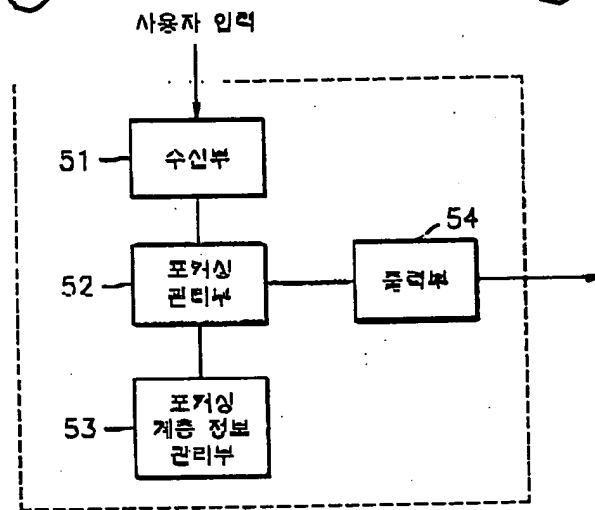 사용자 입력
51
수신부
54
52
포커싱
관리부
출력부
53
포커싱
계층 정보
관리부